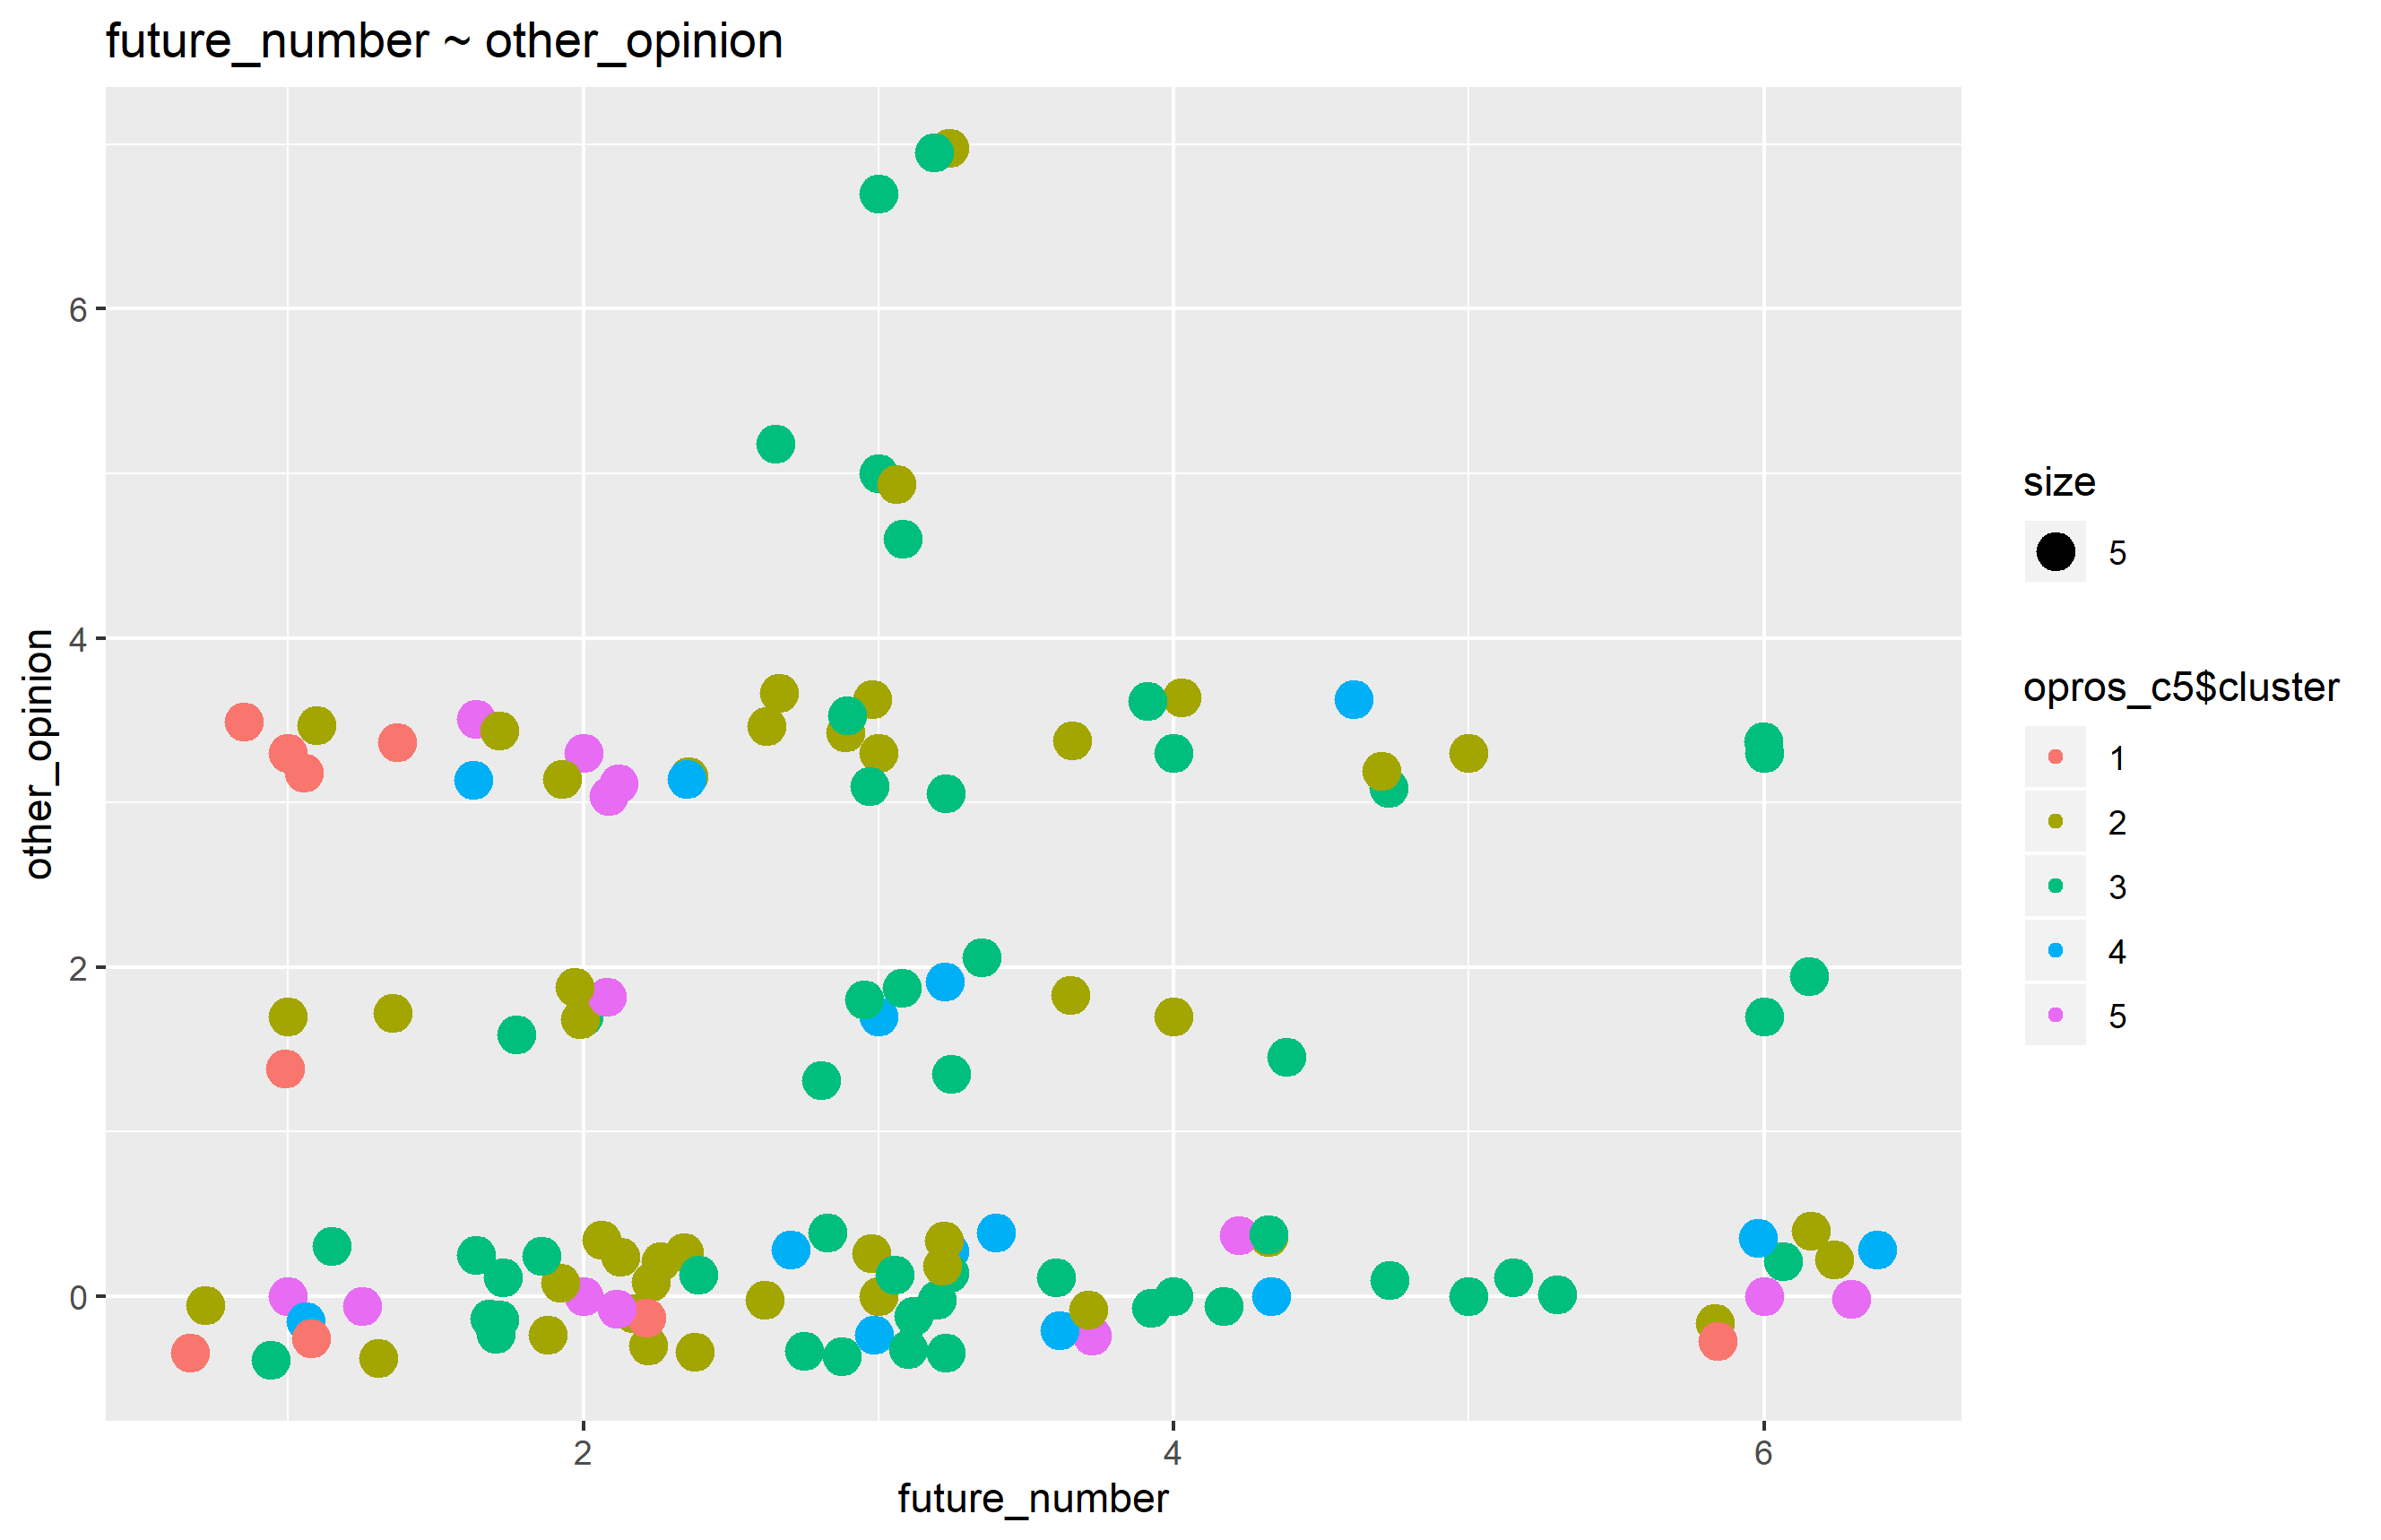 future_number ~ other_opinion
6
4
2
0
other_opinion
2
4
6
future_number
size
5
opros_c5$cluster
1
2
3
4
5